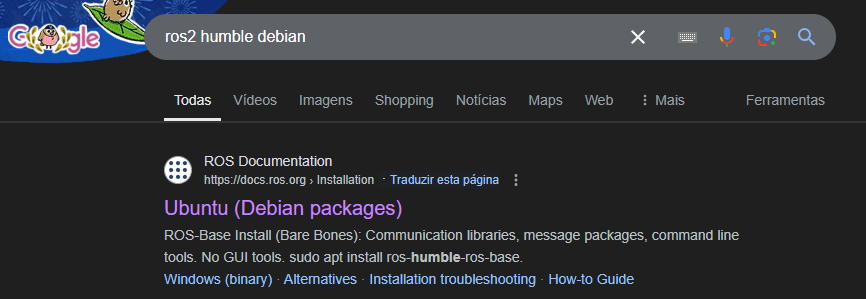 Google
ros2 humble debian
Todas Vídeos Imagens Shopping Notícias Maps Web Mais Ferramentas
ROS Documentation
https://docs.ros.org › Installation · Traduzir esta página
Ubuntu (Debian packages)
ROS-Base Install (Bare Bones): Communication libraries, message packages, command line
tools. No GUI tools. sudo apt install ros-humble-ros-base.
Windows (binary) · Alternatives · Installation troubleshooting · How-to Guide